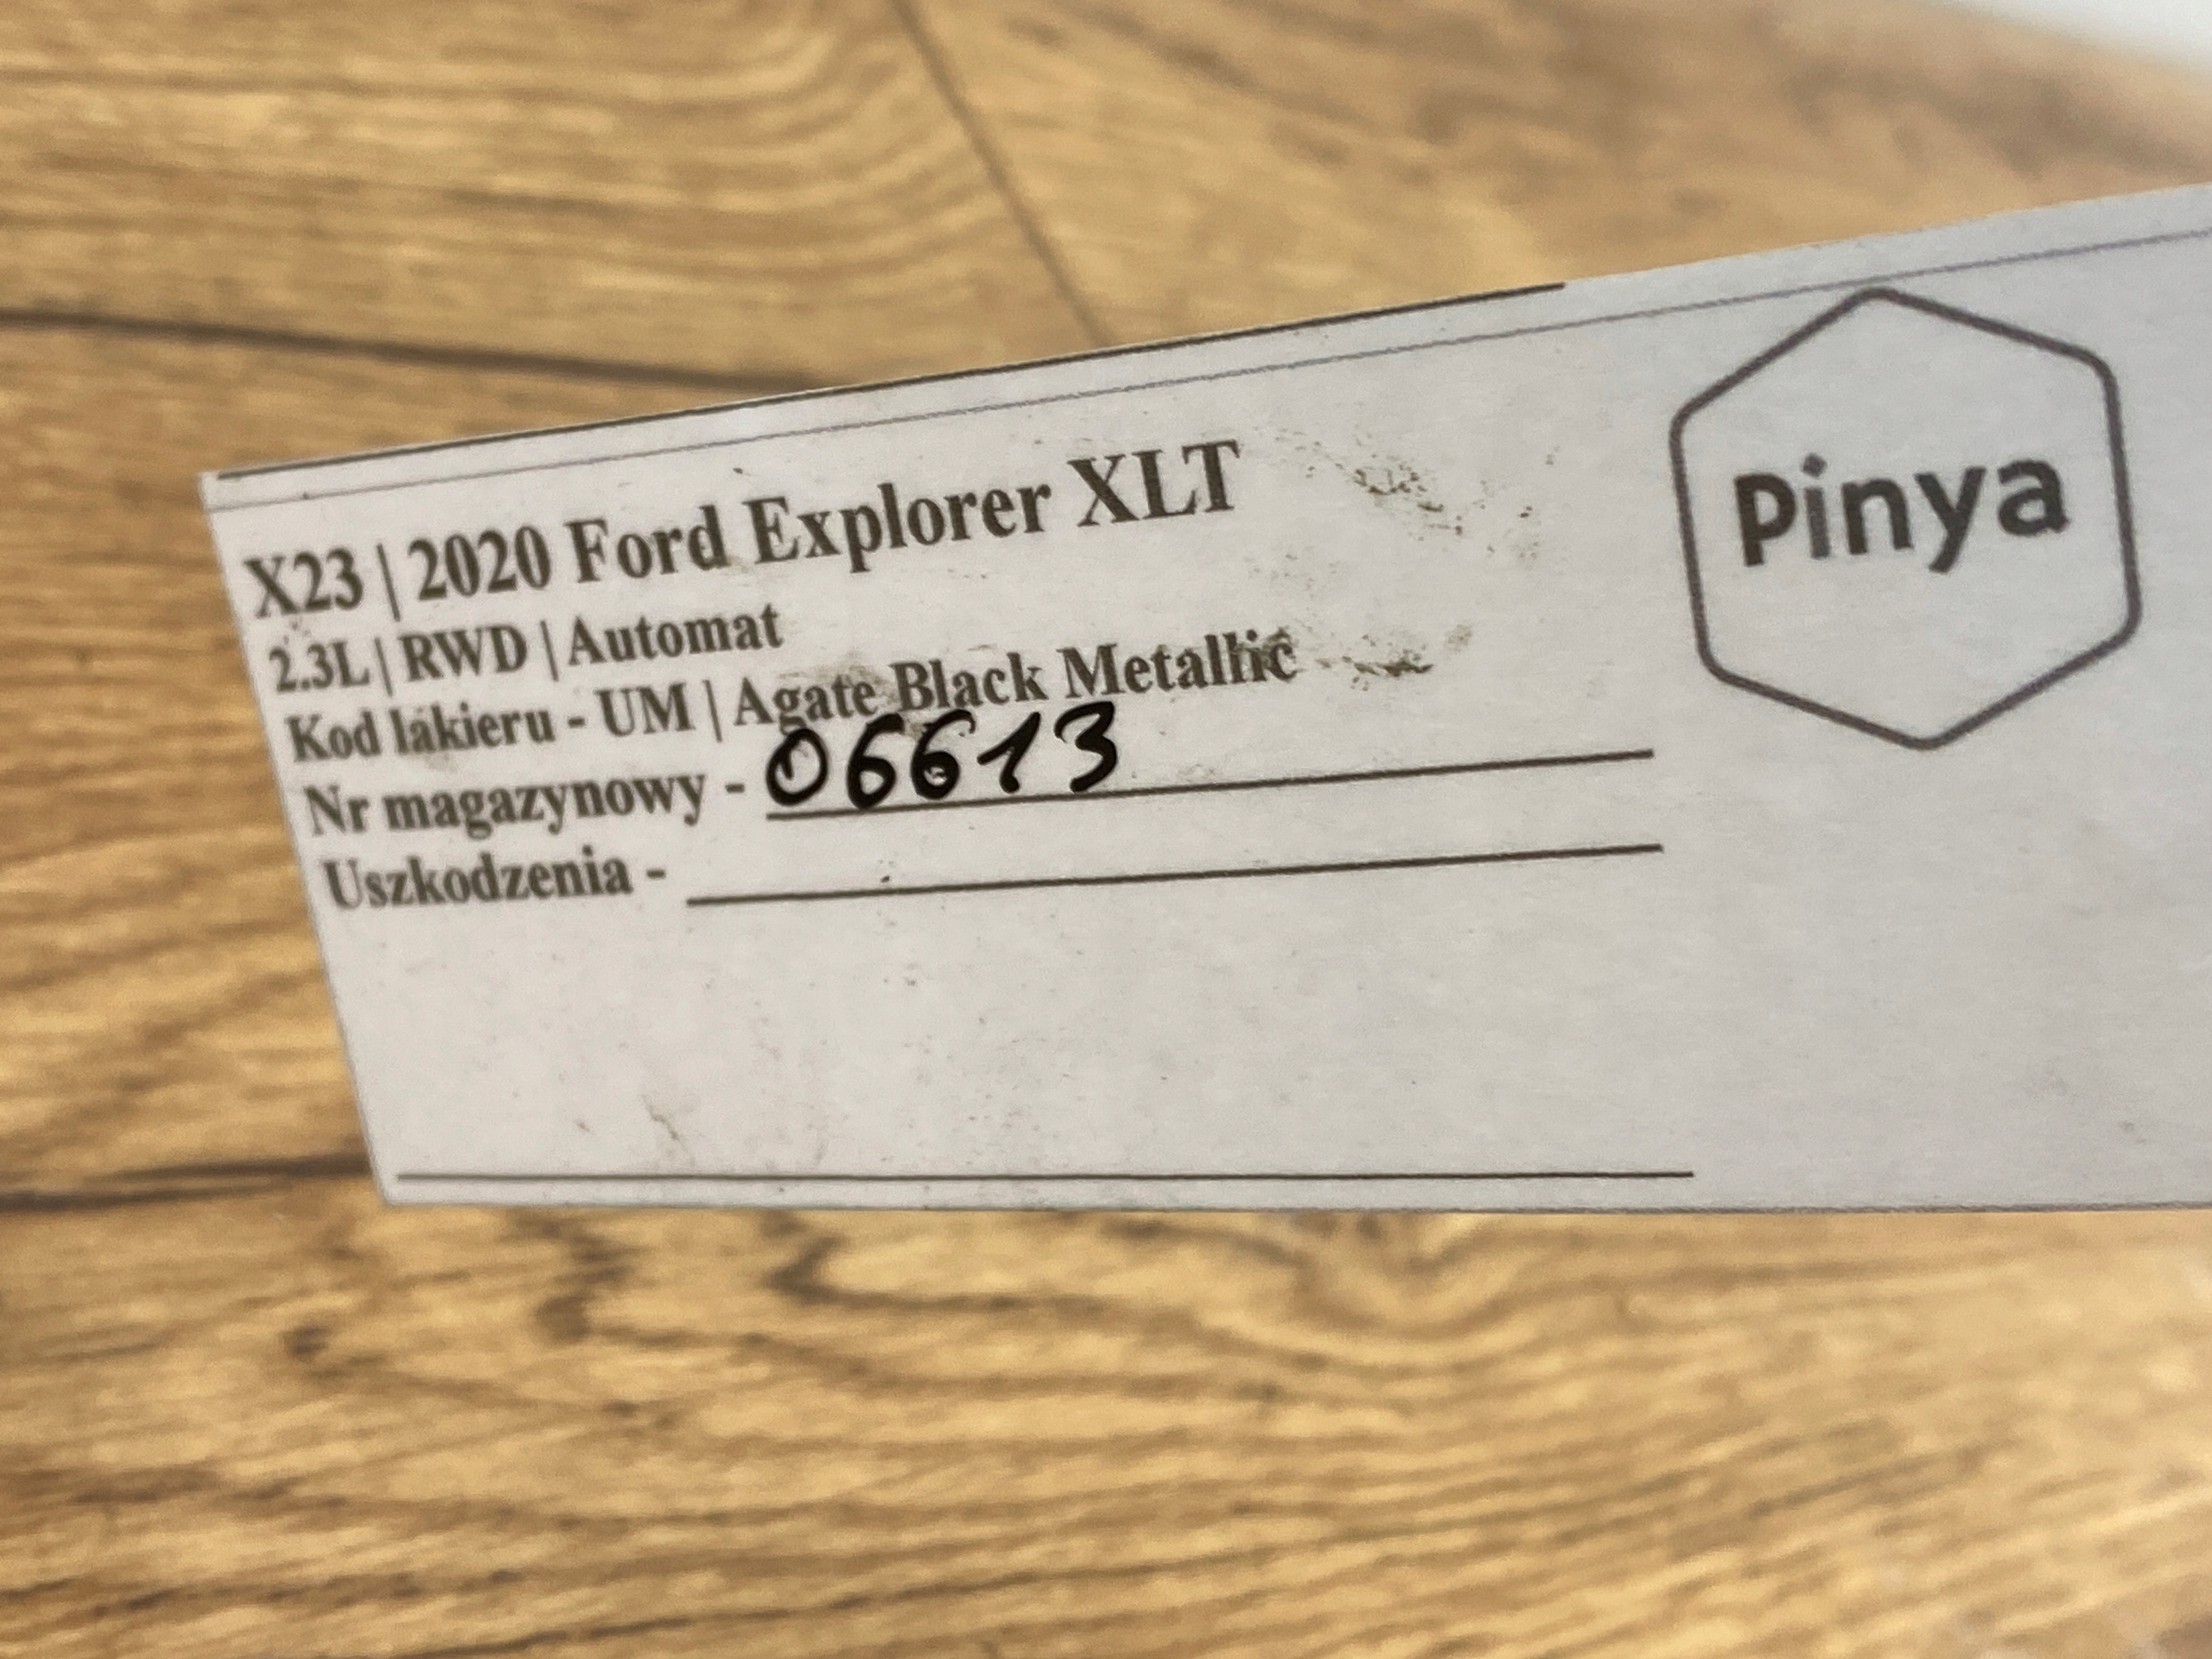 X23 | 2020 Ford Explorer XLT
2.3L | RWD | Automat
Kod lakieru - UM | Agate Black Metallic
Nr magazynowy - 06613
Uszkodzenia -
Pinya